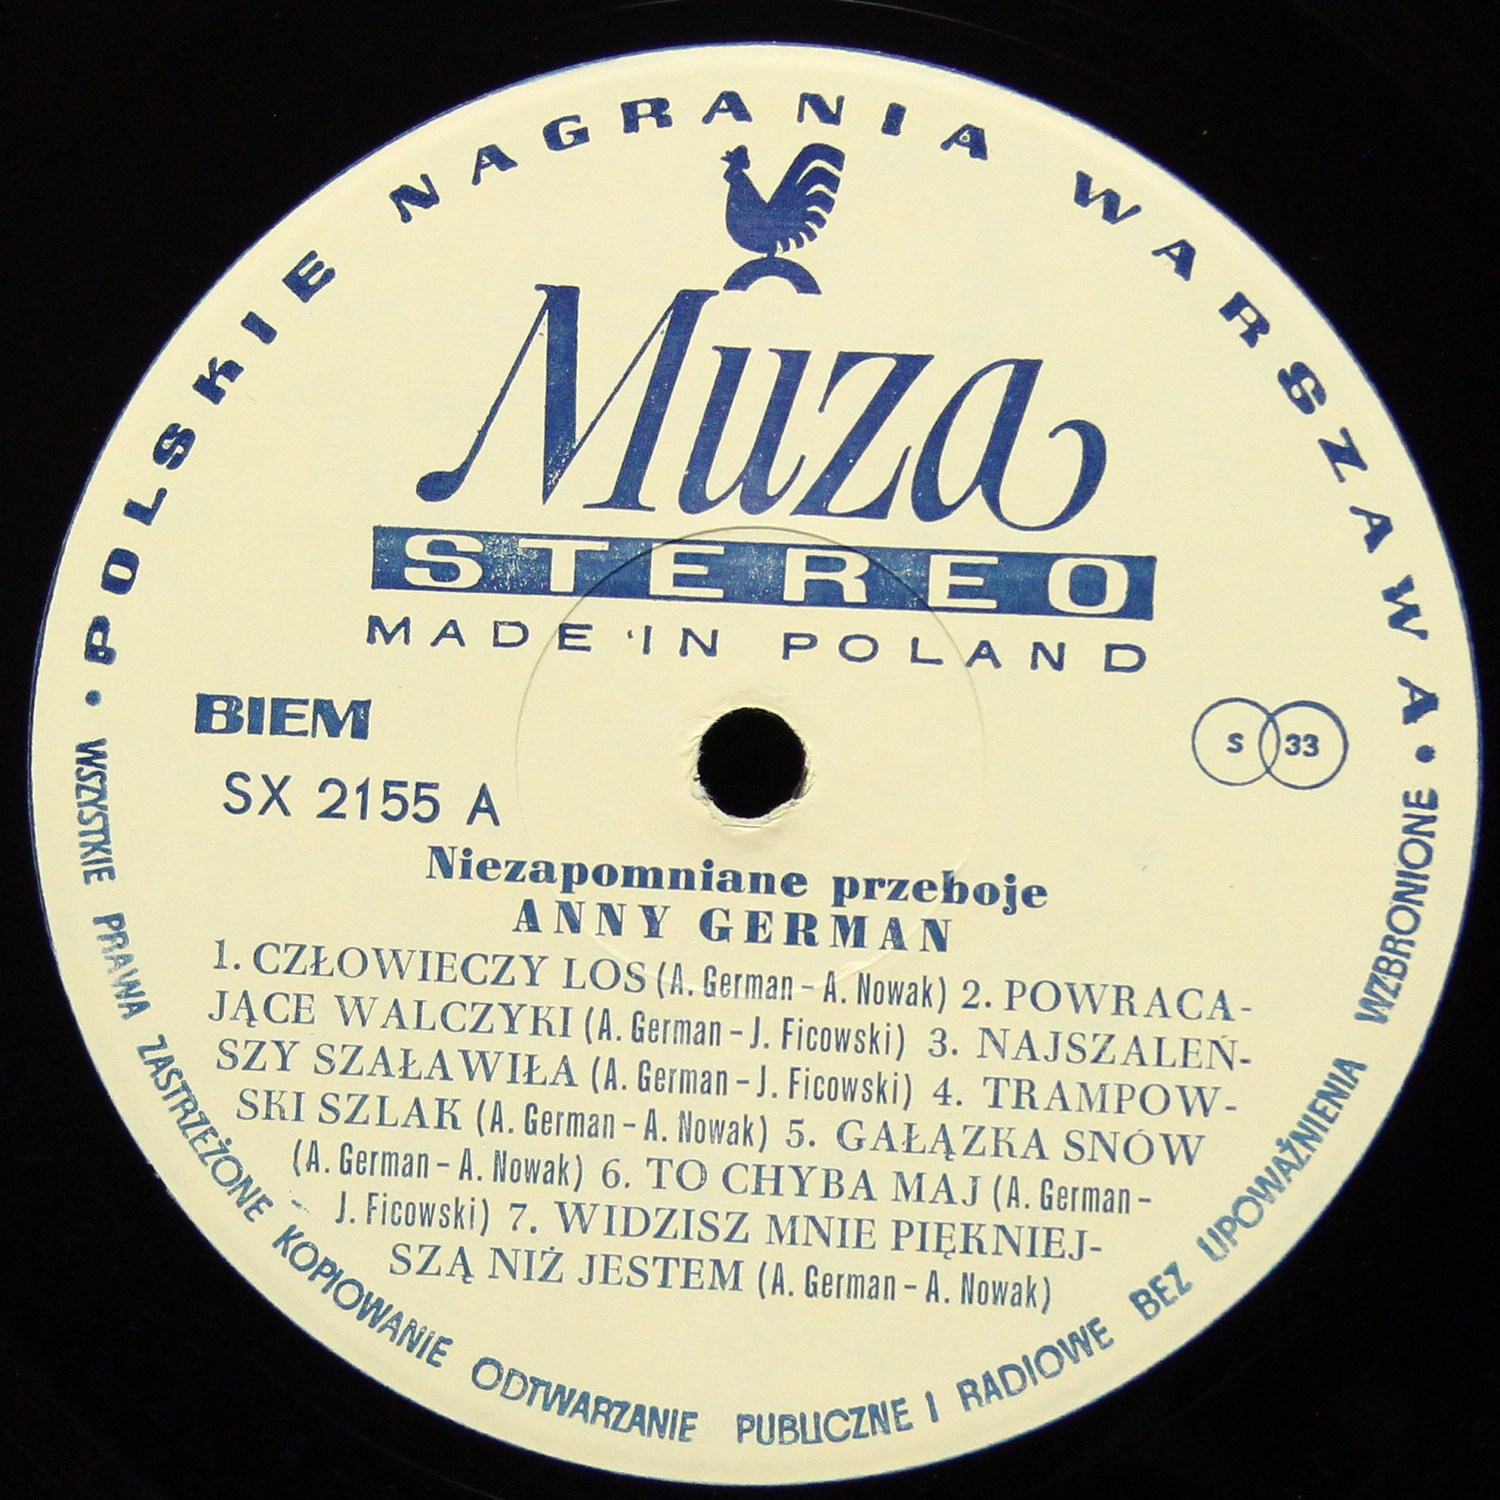 POLSKIE NAGRANIA WARSZAWA
Muza
STEREO
MADE IN POLAND
BIEM
S 33
SX 2155 A
Niezapomniane przeboje
ANNY GERMAN
1. CZŁOWIECZY LOS (A. German – A. Nowak) 2. POWRACA-
JĄCE WALCZYKI (A. German – J. Ficowski) 3. NAJSZALEŃ-
SZY SZAŁAWIŁA (A. German – J. Ficowski) 4. TRAMPOW-
SKI SZLAK (A. German – A. Nowak) 5. GAŁĄZKA SNÓW
(A. German – A. Nowak) 6. TO CHYBA MAJ (A. German –
J. Ficowski) 7. WIDZISZ MNIE PIĘKNIEJ-
SZĄ NIŻ JESTEM (A. German – A. Nowak)
• WSZYSTKIE PRAWA ZASTRZEŻONE KOPIOWANIE ODTWARZANIE PUBLICZNE I RADIOWE BEZ UPOWAŻNIENIA WZBRONIONE •